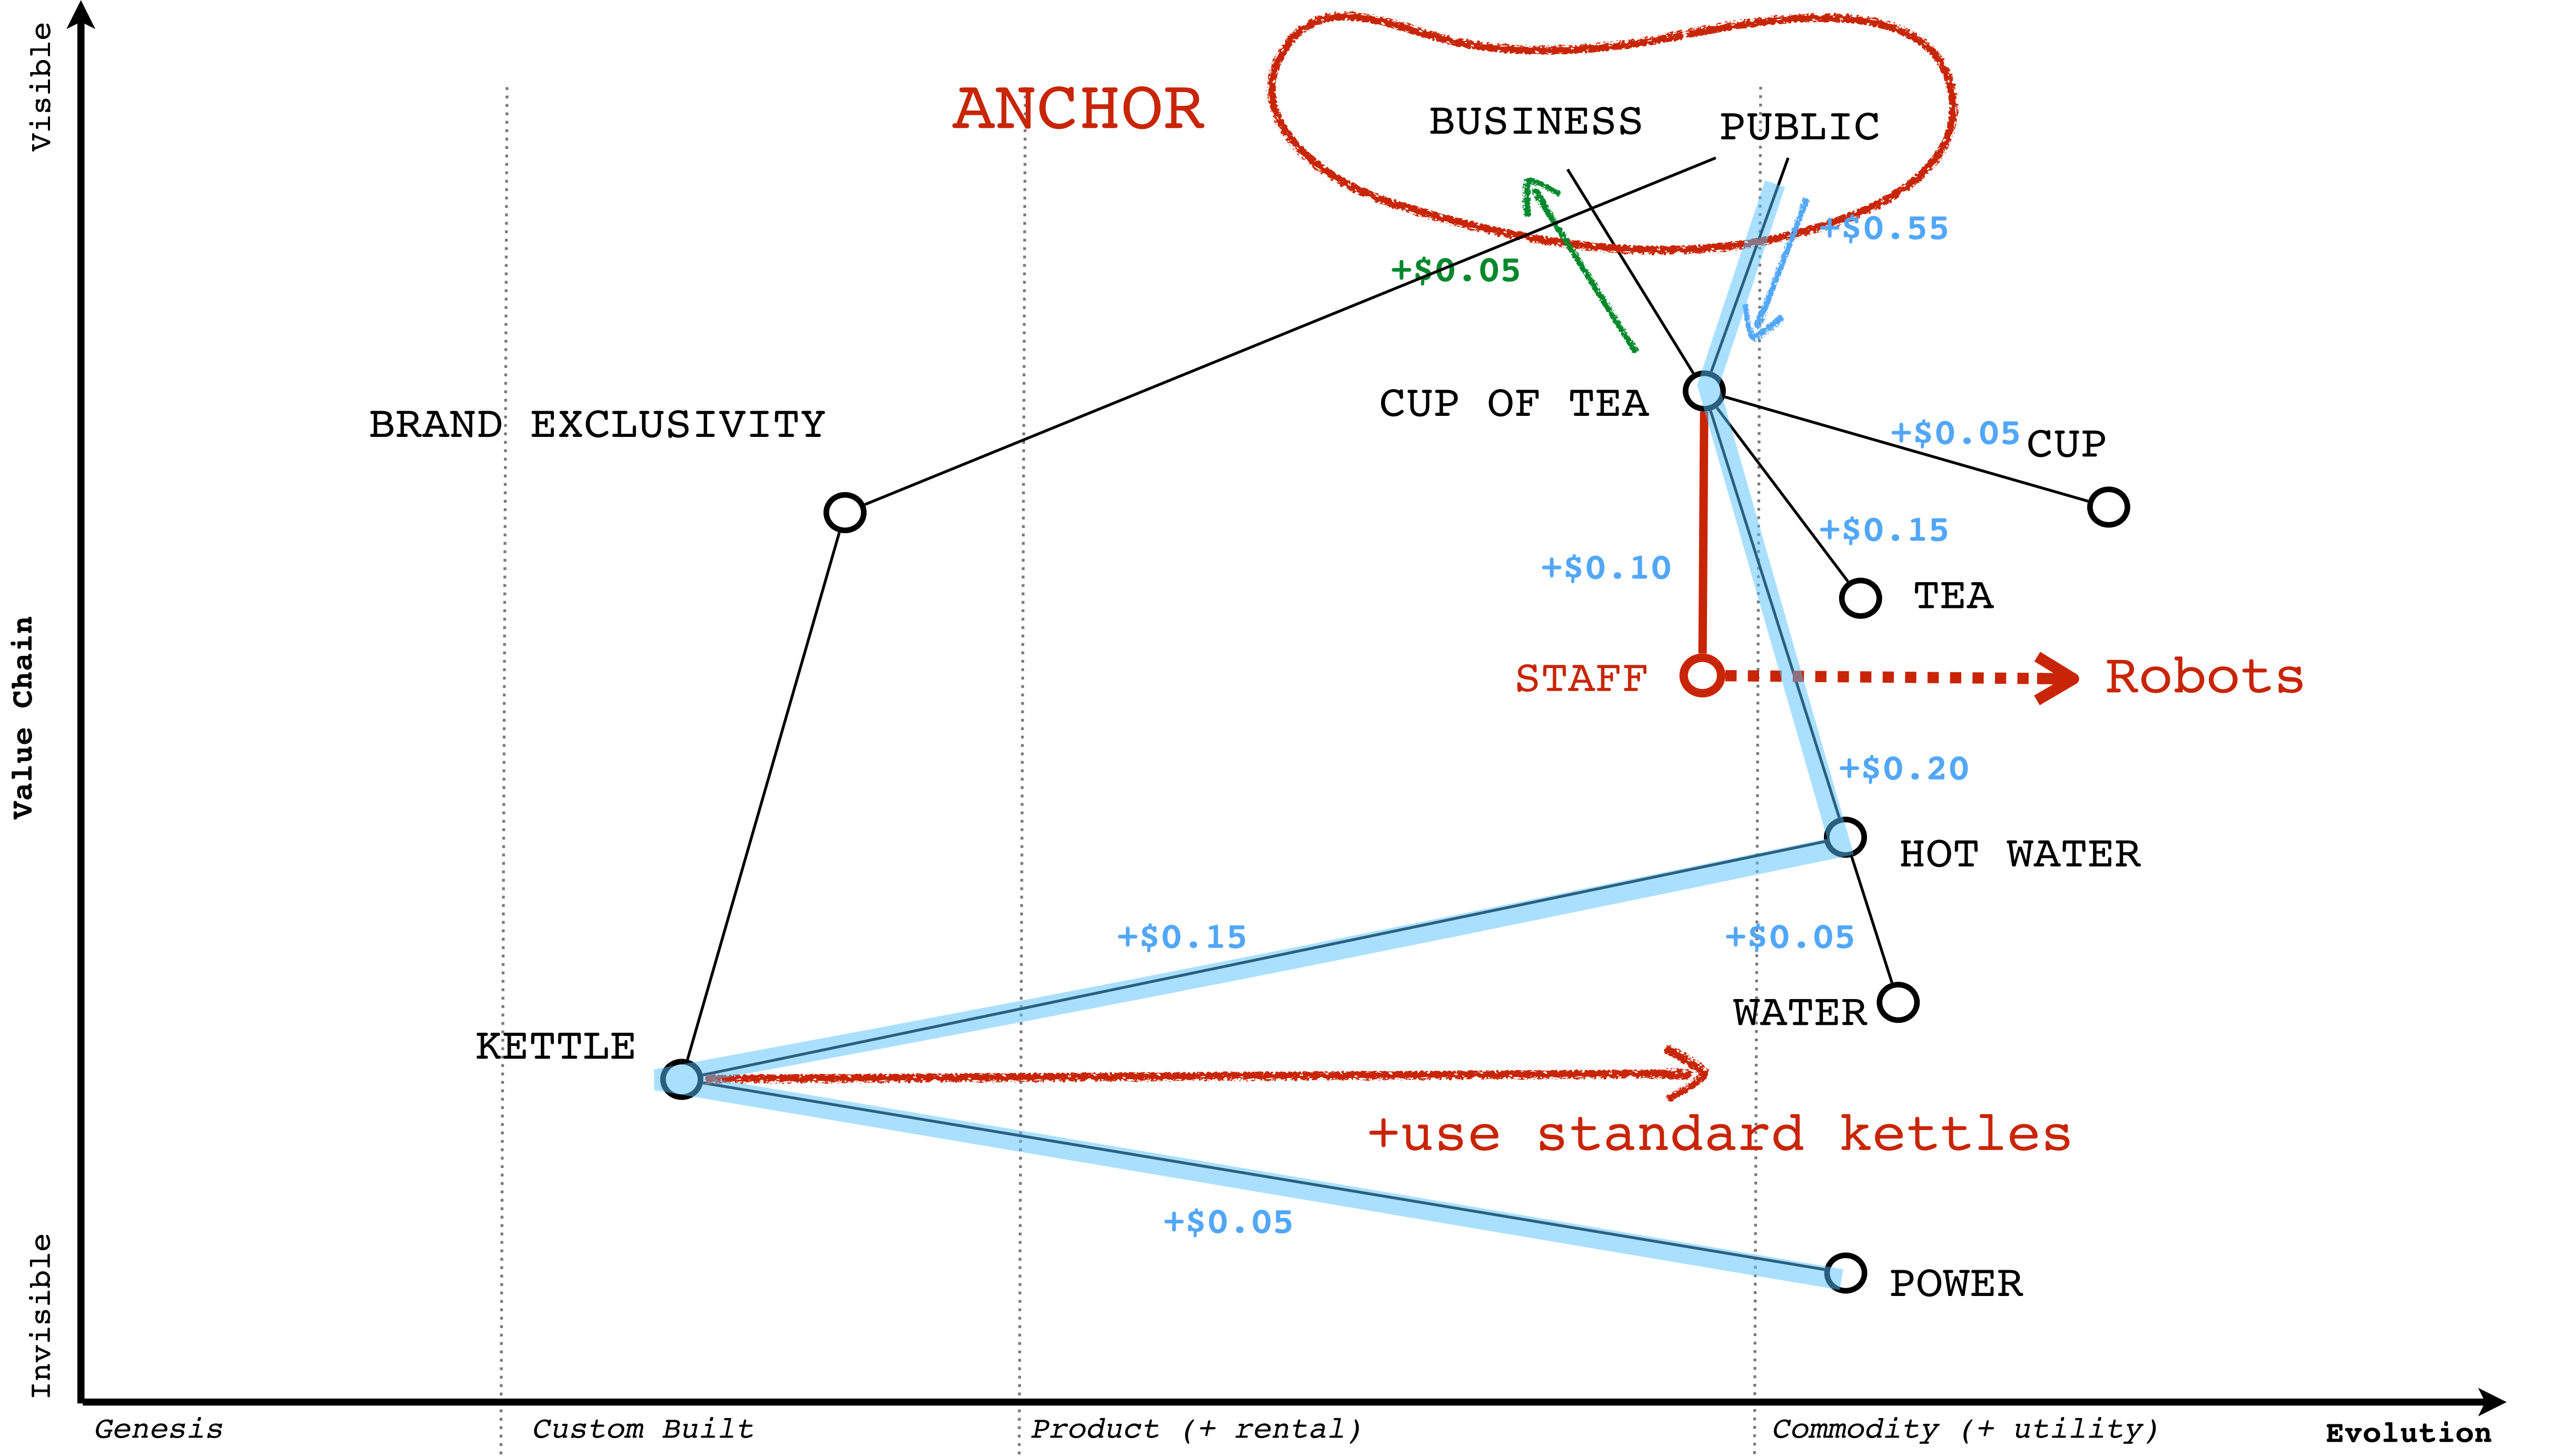 Visible
ANCHOR
BUSINESS
PUBLIC
+$0.55
+$0.05
CUP OF TEA
BRAND EXCLUSIVITY
+$0.05
CUP
+$0.15
+$0.10
TEA
STAFF
Robots
Value Chain
+$0.20
HOT WATER
+$0.15
+$0.05
WATER
KETTLE
+use standard kettles
+$0.05
POWER
Invisible
Genesis
Custom Built
Product (+ rental)
Commodity (+ utility)
Evolution